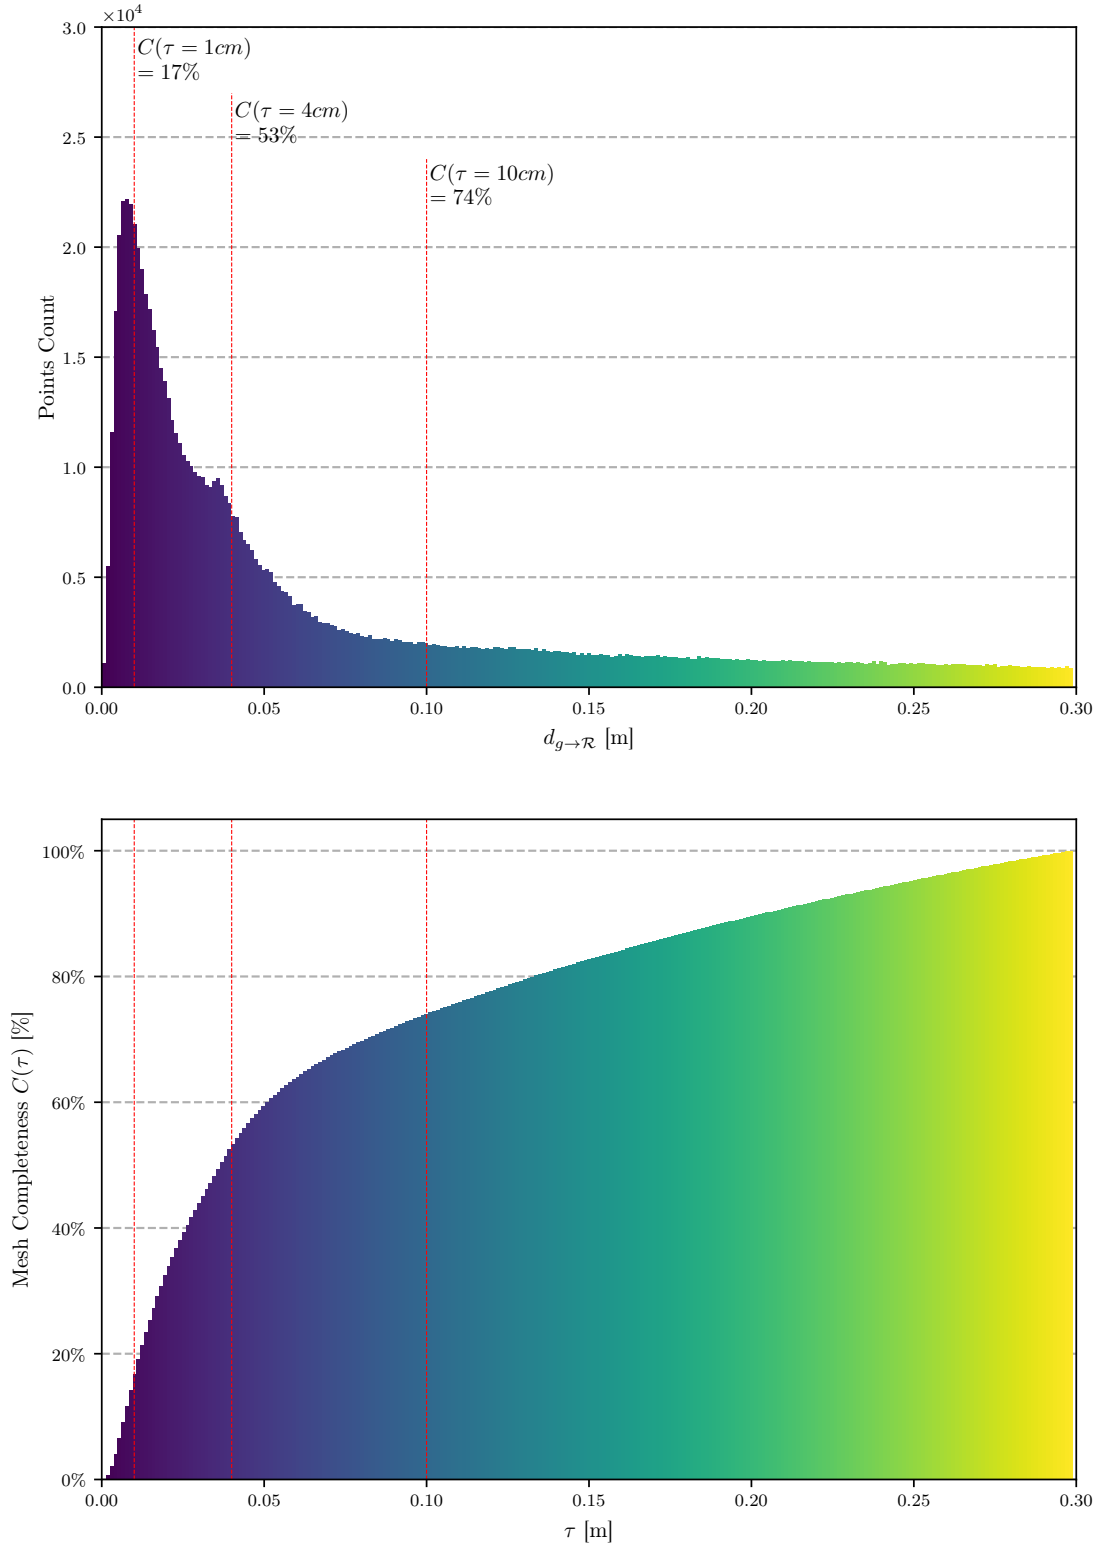 ×10⁴
3.0
C(τ = 1cm)
= 17%
C(τ = 4cm)
= 53%
2.5
C(τ = 10cm)
= 74%
2.0
1.5
1.0
0.5
0.0
Points Count
0.00 0.05 0.10 0.15 0.20 0.25 0.30
d_{g→ℛ} [m]
100%
80%
60%
40%
20%
0%
Mesh Completeness C(τ) [%]
0.00 0.05 0.10 0.15 0.20 0.25 0.30
τ [m]